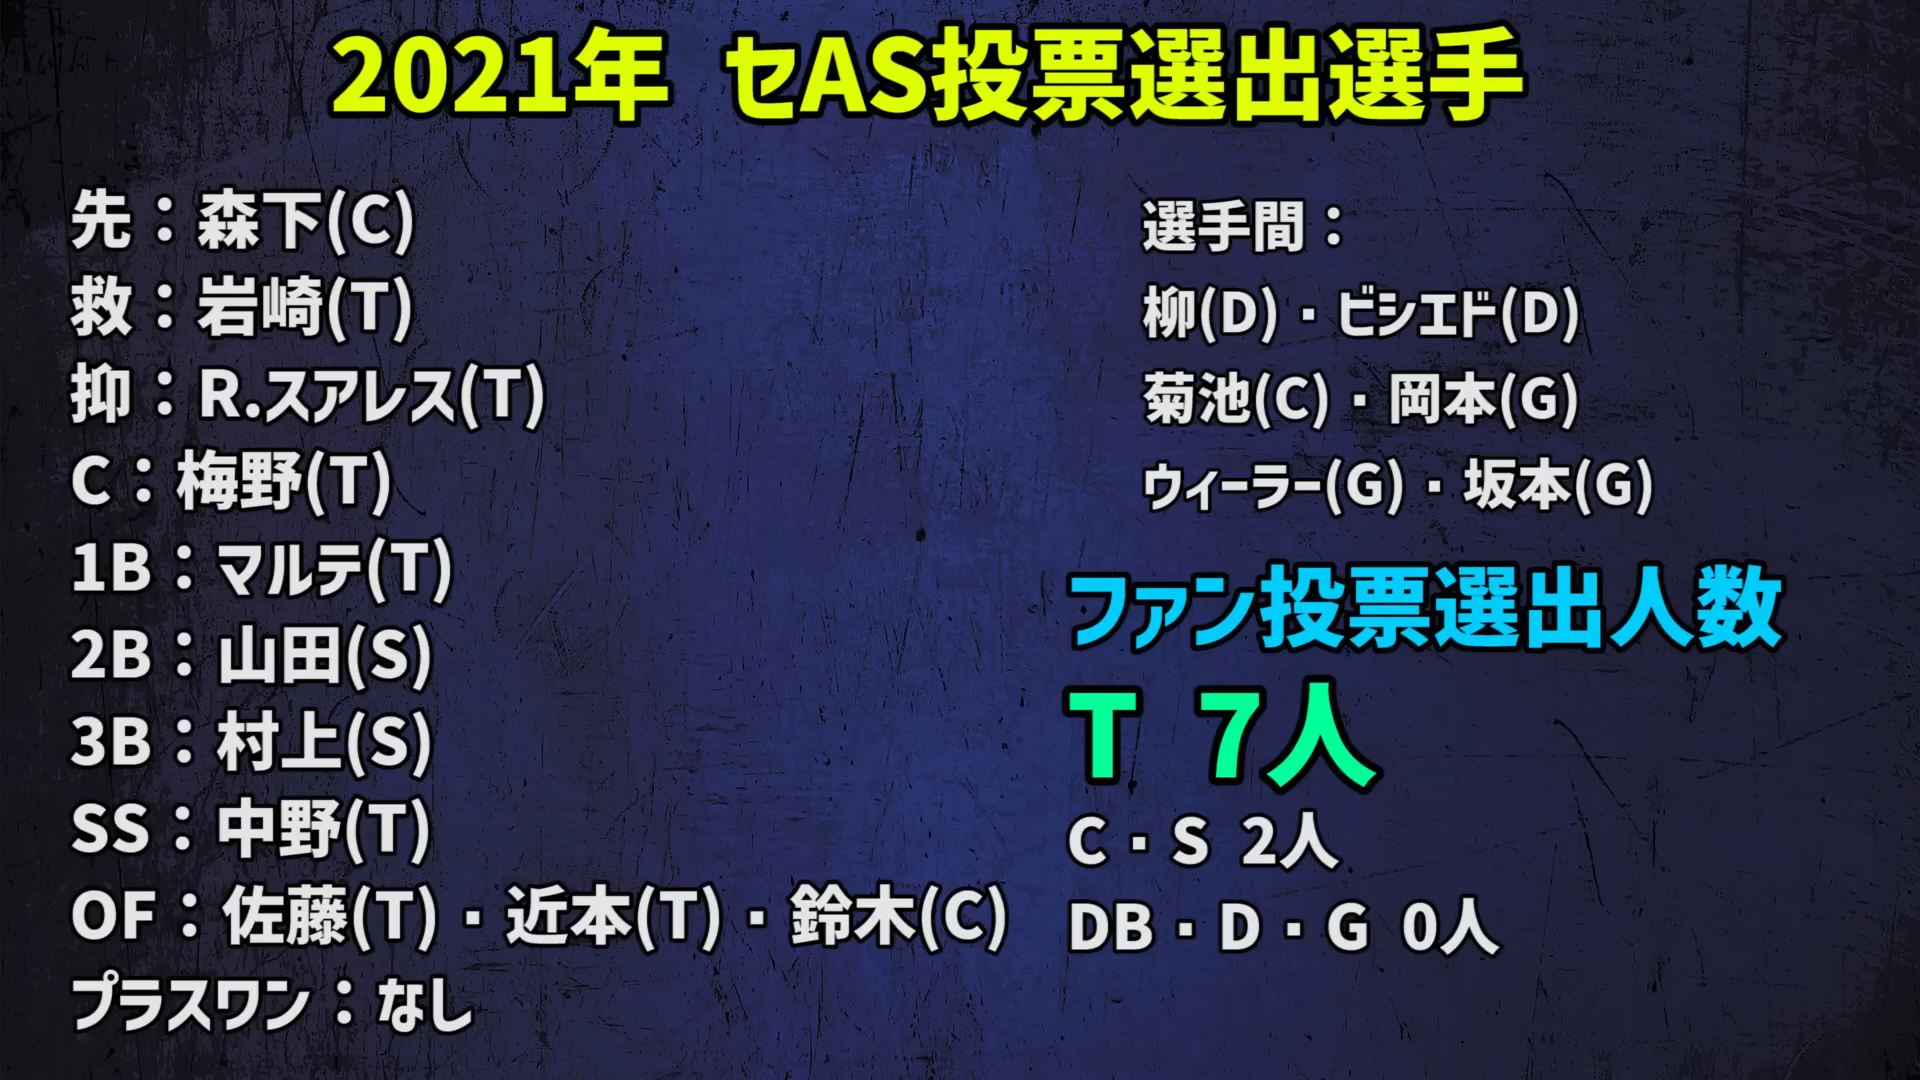 2021年 セAS投票選出選手
先：森下(C)
救：岩崎(T)
抑：R.スアレス(T)
C：梅野(T)
1B：マルテ(T)
2B：山田(S)
3B：村上(S)
SS：中野(T)
OF：佐藤(T)・近本(T)・鈴木(C)
プラスワン：なし
選手間：
柳(D)・ビシエド(D)
菊池(C)・岡本(G)
ウィーラー(G)・坂本(G)
ファン投票選出人数
T 7人
C・S 2人
DB・D・G 0人